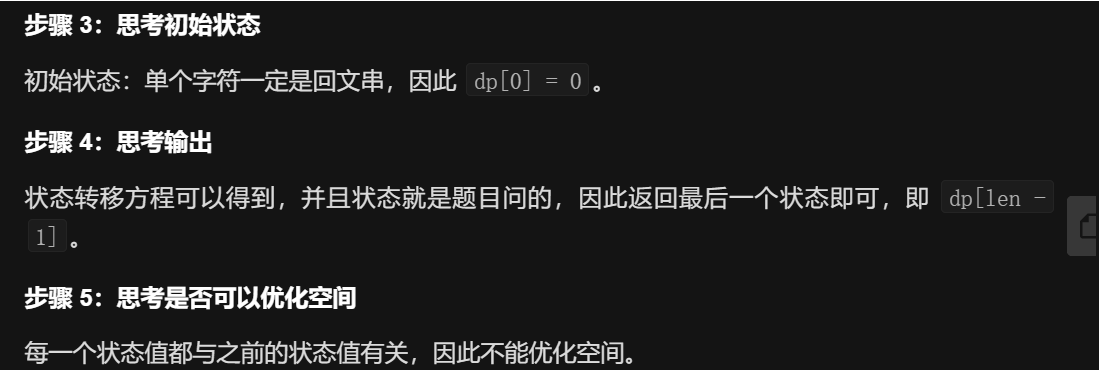 步骤 3：思考初始状态
初始状态：单个字符一定是回文串，因此 dp[0] = 0 。
步骤 4：思考输出
状态转移方程可以得到，并且状态就是题目问的，因此返回最后一个状态即可，即 dp[len -
1] 。
步骤 5：思考是否可以优化空间
每一个状态值都与之前的状态值有关，因此不能优化空间。